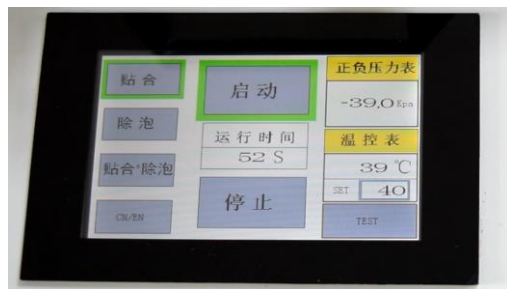 贴合
除泡
贴合+除泡
CN/EN
启动
运行时间
52 S
停止
正负压力表
-39.0 Kpa
温控表
39 ℃
SET 40
TEST